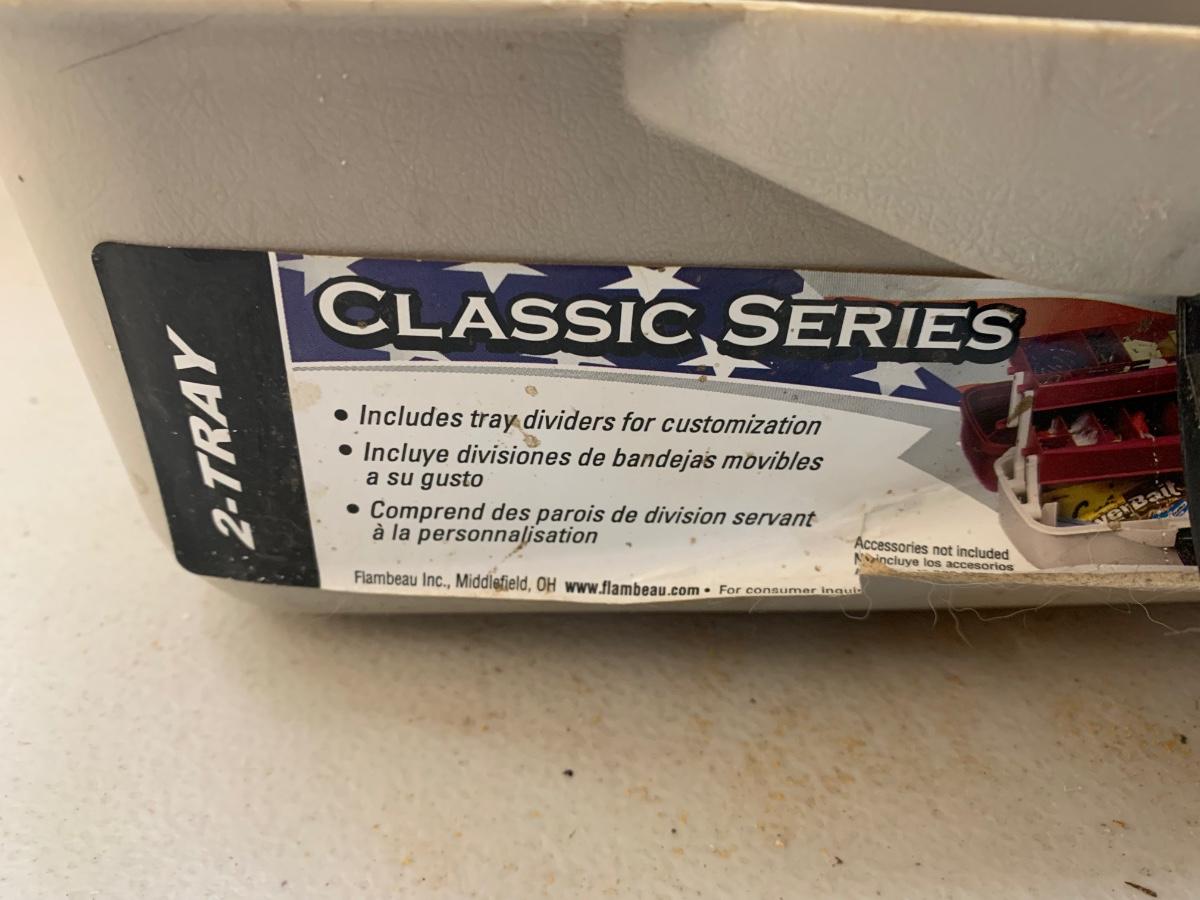 2-TRAY
CLASSIC SERIES
• Includes tray dividers for customization
• Incluye divisiones de bandejas movibles
a su gusto
• Comprend des parois de division servant
à la personnalisation
Flambeau Inc., Middlefield, OH www.flambeau.com • For consumer
Accessories not included
incluye los accesorios